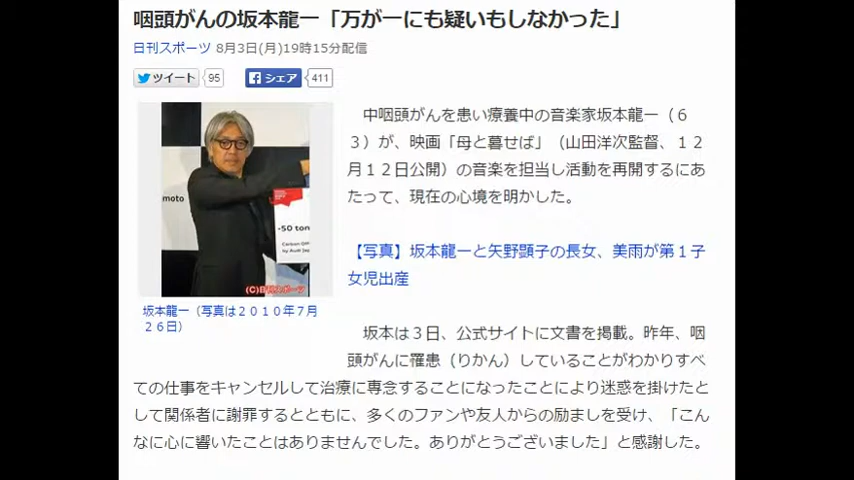 咽頭がんの坂本龍一「万が一にも疑いもしなかった」
日刊スポーツ 8月3日(月)19時15分配信
ツイート 95 シェア 411
中咽頭がんを患い療養中の音楽家坂本龍一（６
３）が、映画「母と暮せば」（山田洋次監督、１２
月１２日公開）の音楽を担当し活動を再開するにあ
たって、現在の心境を明かした。
moto
-50 ton
(C)日刊スポーツ
【写真】坂本龍一と矢野顕子の長女、美雨が第１子
女児出産
坂本龍一（写真は２０１０年７月
２６日）
坂本は３日、公式サイトに文書を掲載。昨年、咽
頭がんに罹患（りかん）していることがわかりすべ
ての仕事をキャンセルして治療に専念することになったことにより迷惑を掛けたと
して関係者に謝罪するとともに、多くのファンや友人からの励ましを受け、「こん
なに心に響いたことはありませんでした。ありがとうございました」と感謝した。